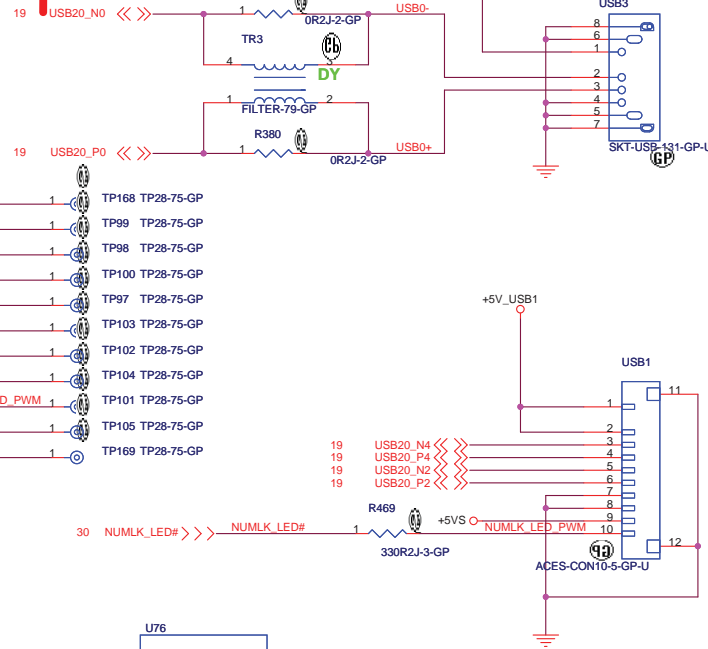 USB3
19 USB20_N0 1 0R2J-2-GP USB0-
8
6
1
TR3
4 3
DY
2
3
1 2
FILTER-79-GP
4
5
7
R380
19 USB20_P0 1 0R2J-2-GP USB0+
SKT-USB-131-GP-U
GP
1 TP168 TP28-75-GP
1 TP99 TP28-75-GP
1 TP98 TP28-75-GP
1 TP100 TP28-75-GP
1 TP97 TP28-75-GP
1 TP103 TP28-75-GP
1 TP102 TP28-75-GP
1 TP104 TP28-75-GP
D_PWM 1 TP101 TP28-75-GP
1 TP105 TP28-75-GP
1 TP169 TP28-75-GP
+5V_USB1
USB1
11
1
2
19 USB20_N4 3
19 USB20_P4 4
19 USB20_N2 5
19 USB20_P2 6
7
8
R469
+5VS 9
30 NUMLK_LED# NUMLK_LED# 1 NUMLK_LED_PWM 10
330R2J-3-GP
12
ACES-CON10-5-GP-U
U76